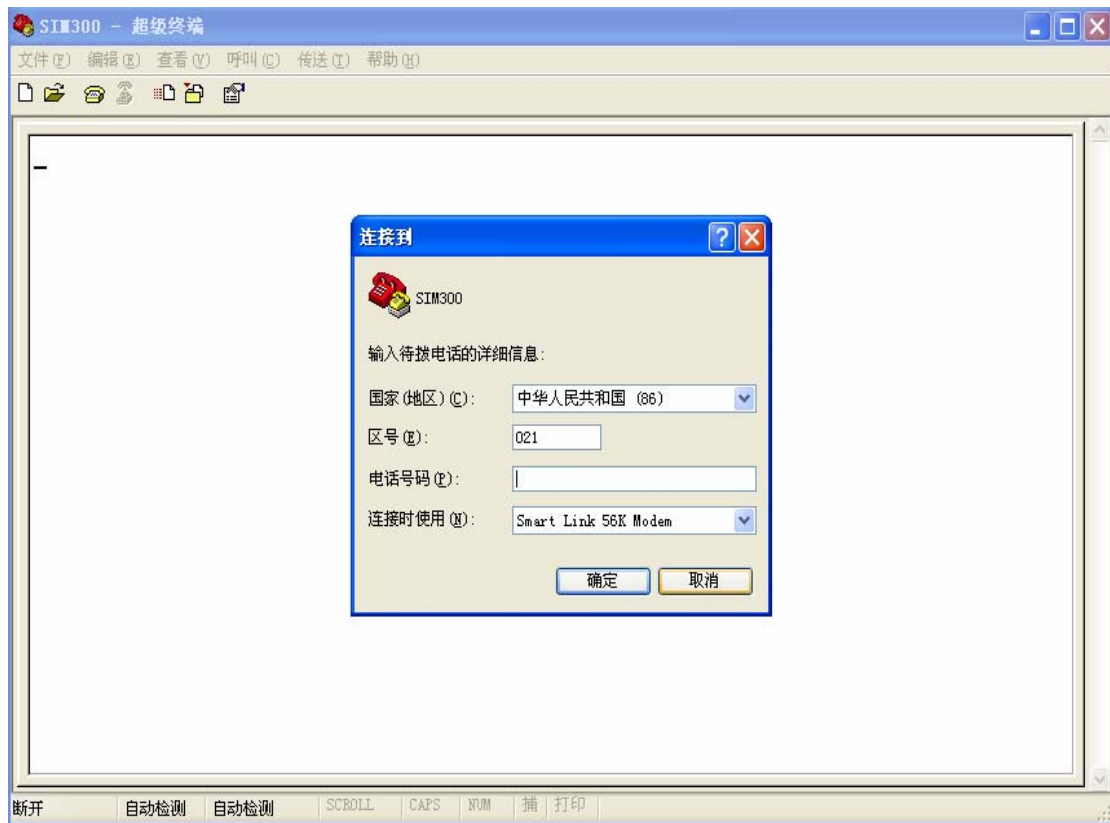 SIM300 - 超级终端
文件(F) 编辑(E) 查看(V) 呼叫(C) 传送(T) 帮助(H)
连接到
SIM300
输入待拨电话的详细信息:
国家(地区)(C): 中华人民共和国 (86)
区号(E): 021
电话号码(P):
连接时使用(N): Smart Link 56K Modem
确定 取消
断开 自动检测 自动检测 SCROLL CAPS NUM 捕 打印